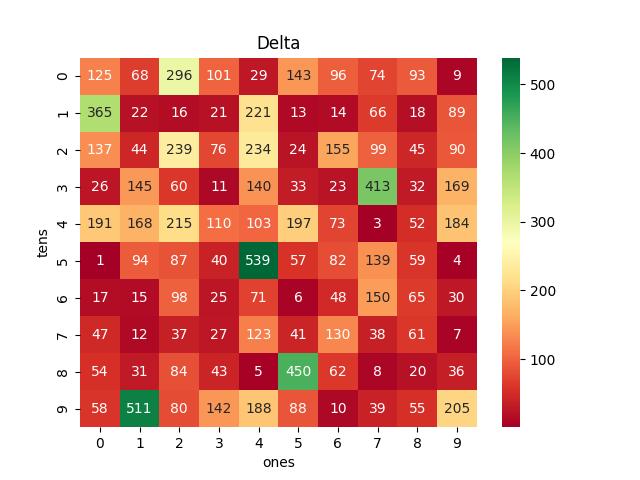 Delta
0 125 68 296 101 29 143 96 74 93 9
1 365 22 16 21 221 13 14 66 18 89
2 137 44 239 76 234 24 155 99 45 90
3 26 145 60 11 140 33 23 413 32 169
4 191 168 215 110 103 197 73 3 52 184
5 1 94 87 40 539 57 82 139 59 4
6 17 15 98 25 71 6 48 150 65 30
7 47 12 37 27 123 41 130 38 61 7
8 54 31 84 43 5 450 62 8 20 36
9 58 511 80 142 188 88 10 39 55 205
0 1 2 3 4 5 6 7 8 9
ones
tens
500
400
300
200
100